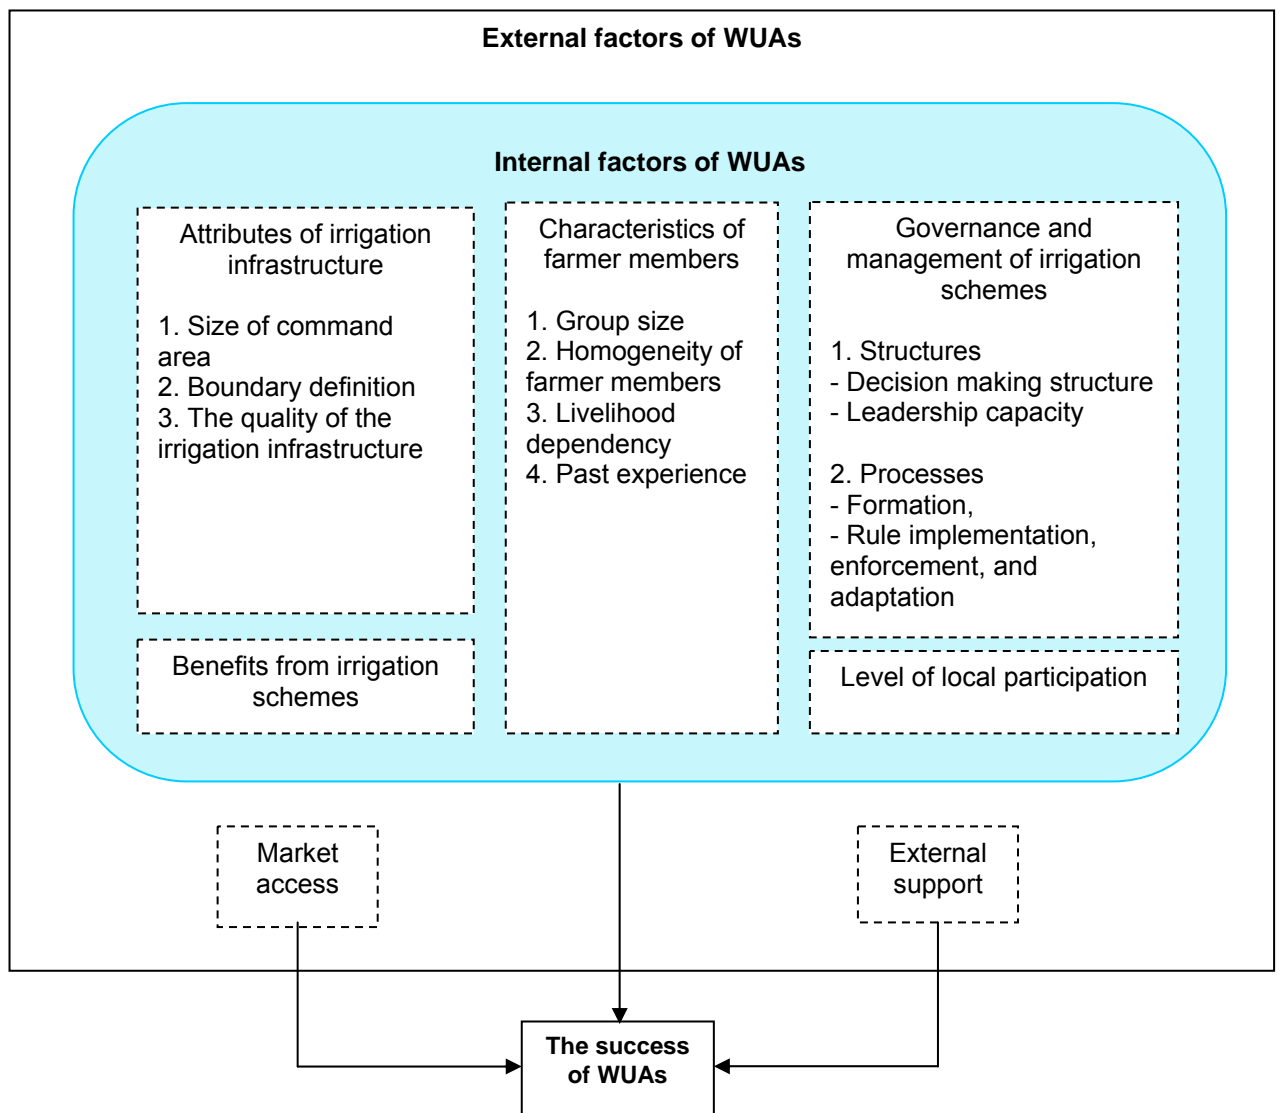 External factors of WUAs
Internal factors of WUAs
Attributes of irrigation
infrastructure
1. Size of command
area
2. Boundary definition
3. The quality of the
irrigation infrastructure
Benefits from irrigation
schemes
Characteristics of
farmer members
1. Group size
2. Homogeneity of
farmer members
3. Livelihood
dependency
4. Past experience
Governance and
management of irrigation
schemes
1. Structures
- Decision making structure
- Leadership capacity
2. Processes
- Formation,
- Rule implementation,
enforcement, and
adaptation
Level of local participation
Market
access
External
support
The success
of WUAs